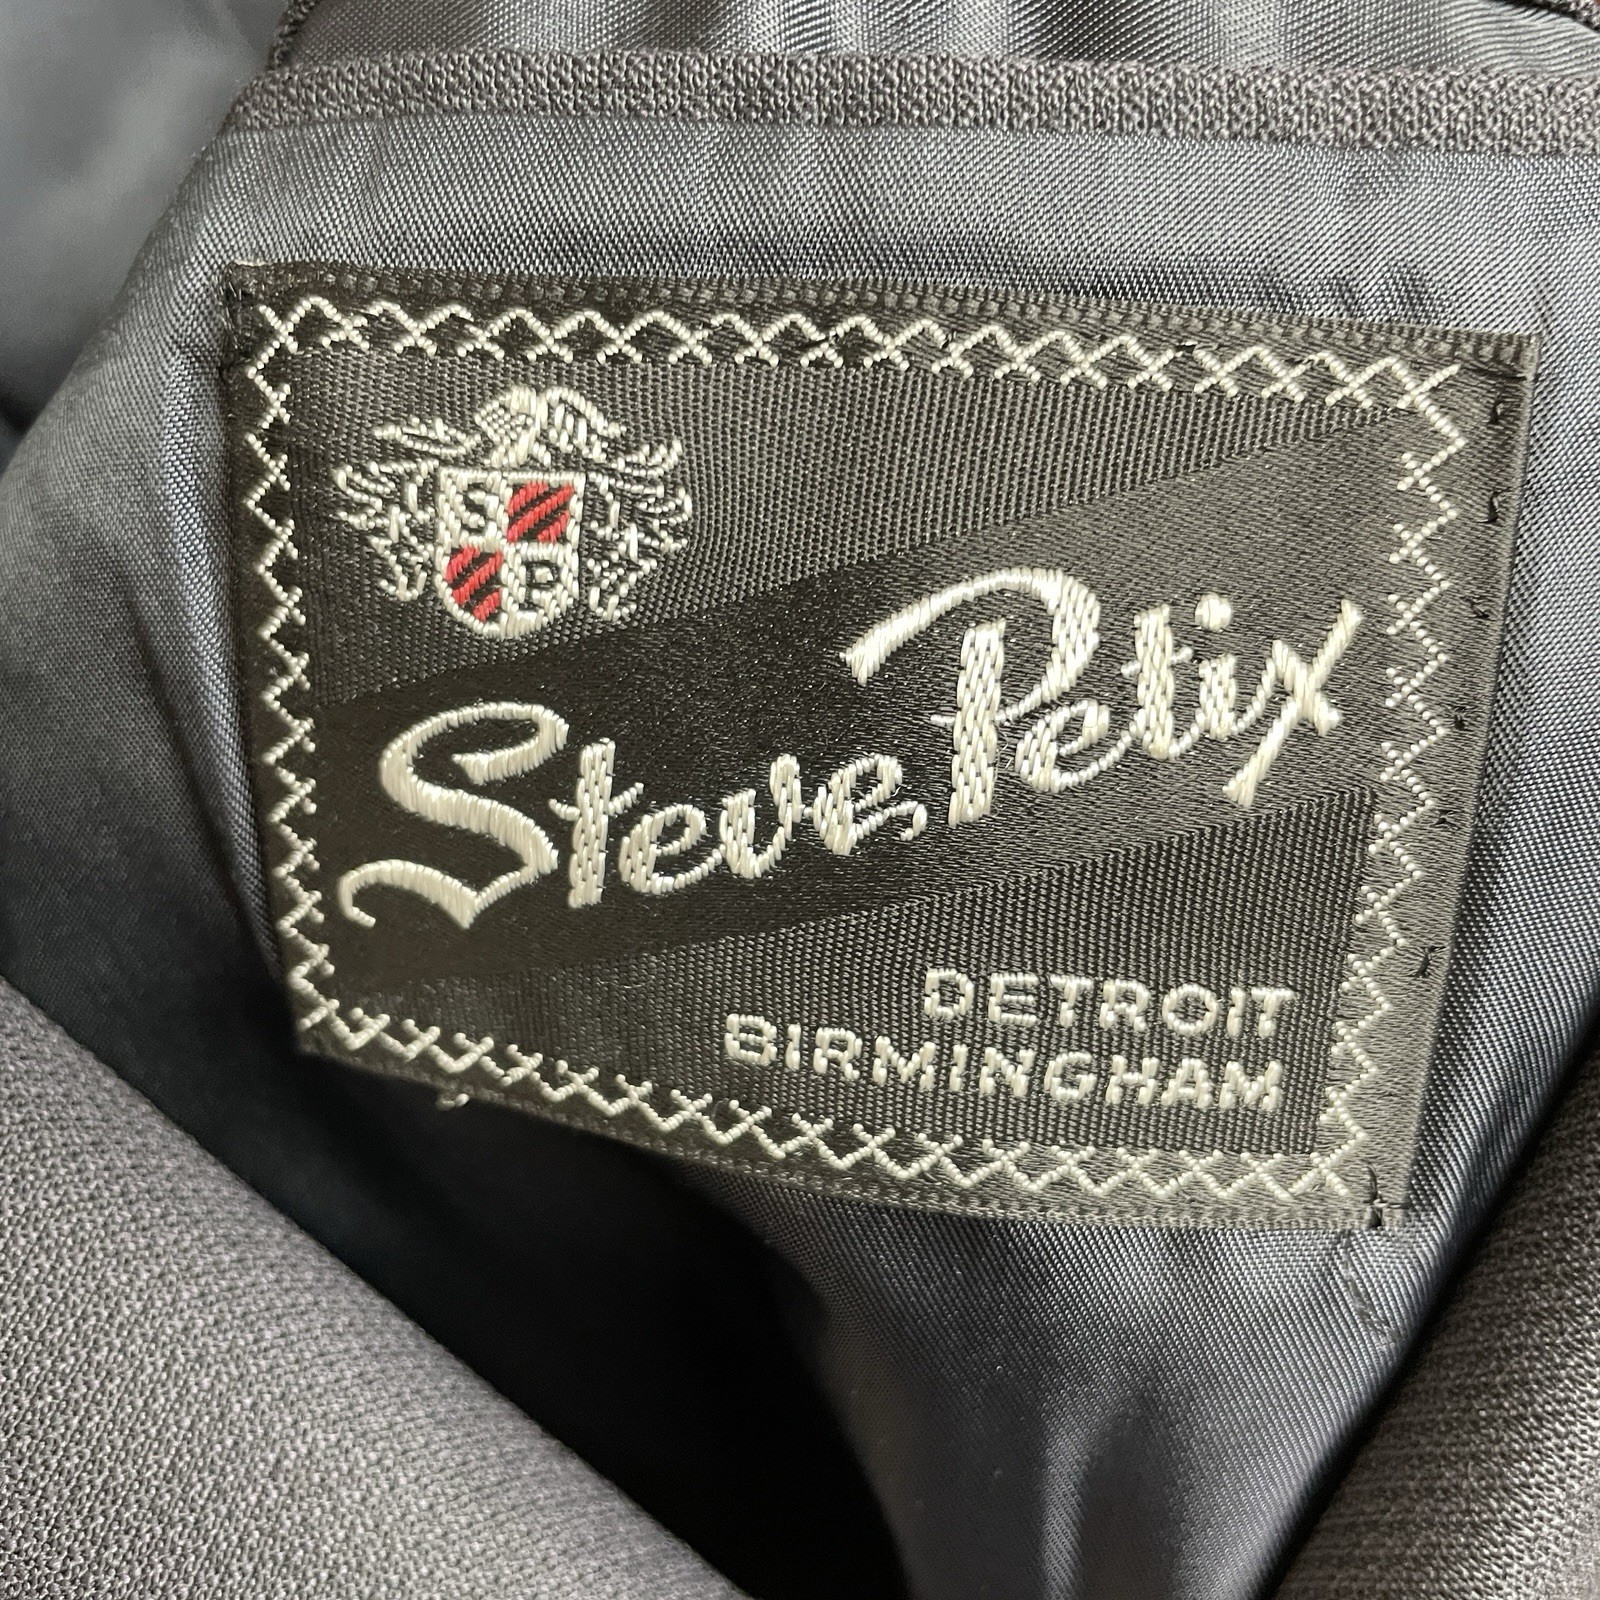 S
P
Steve Petix
DETROIT
BIRMINGHAM